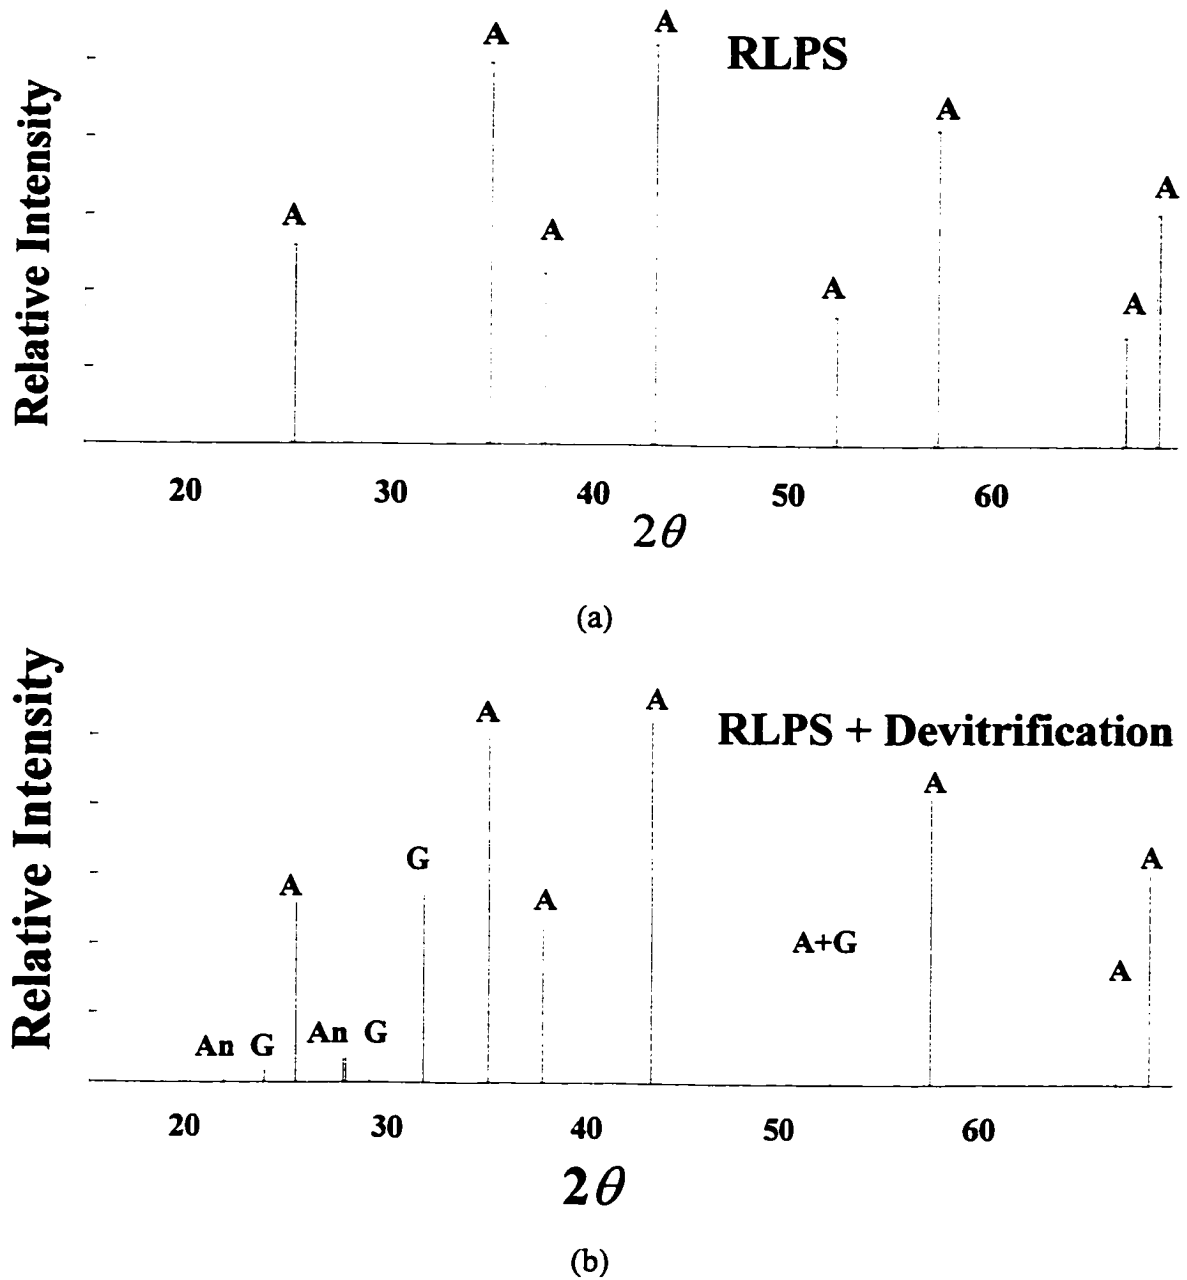 RLPS
A A A A A A A A
Relative Intensity
20 30 40 50 60
2θ
(a)
RLPS + Devitrification
A A A A A A
G A+G A
An G An G
Relative Intensity
20 30 40 50 60
2θ
(b)